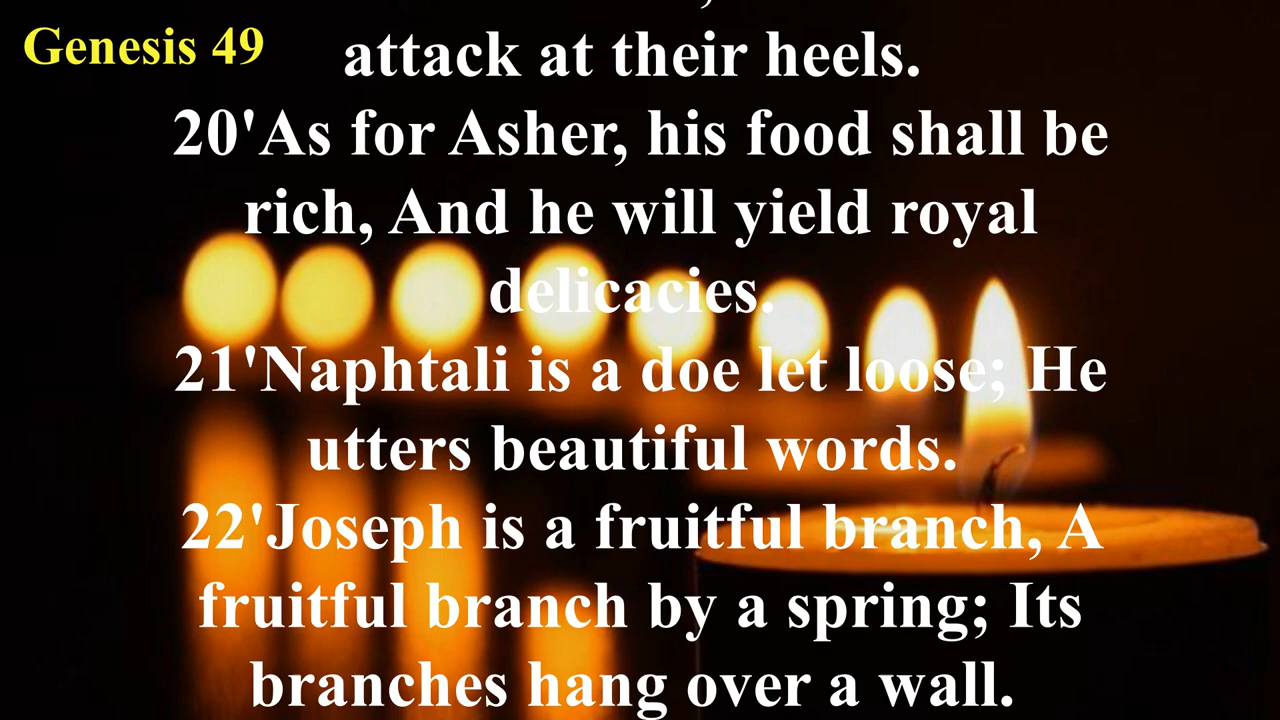 Genesis 49
attack at their heels.
20'As for Asher, his food shall be
rich, And he will yield royal
delicacies.
21'Naphtali is a doe let loose; He
utters beautiful words.
22'Joseph is a fruitful branch, A
fruitful branch by a spring; Its
branches hang over a wall.